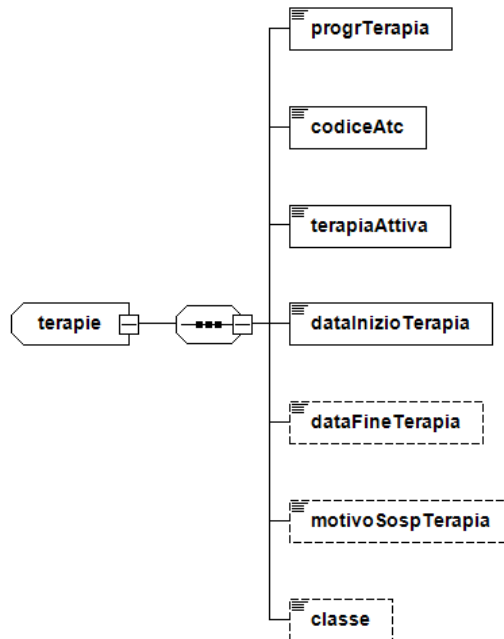 progrTerapia
codiceAtc
terapiaAttiva
terapie
dataInizioTerapia
dataFineTerapia
motivoSospTerapia
classe